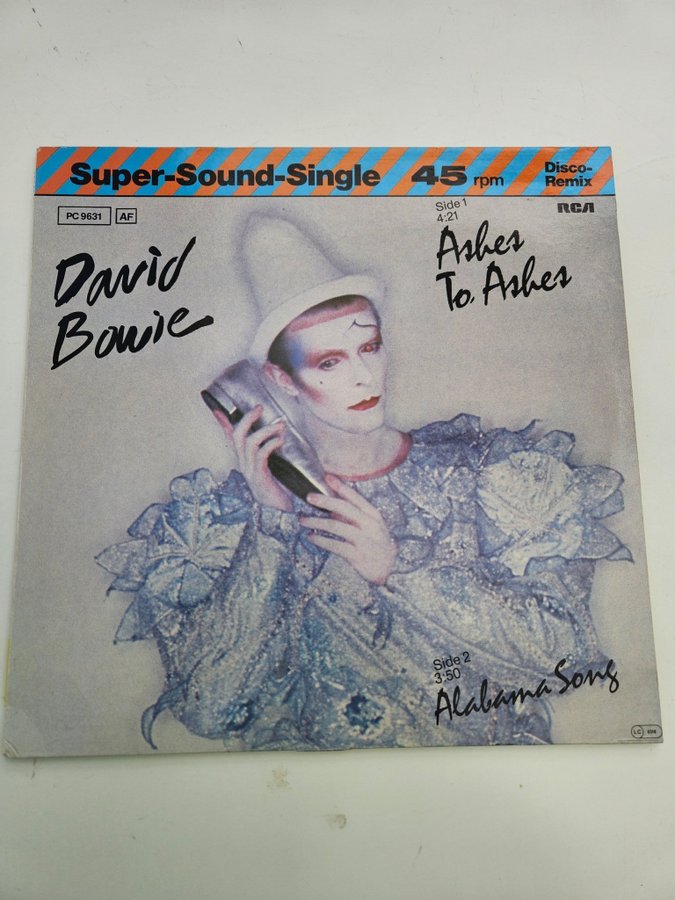 Super-Sound-Single 45 rpm Disco-Remix
PC 9631 AF
RCA
David
Bowie
Side 1
4:21
Ashes
To Ashes
Side 2
3:50
Alabama Song
LC